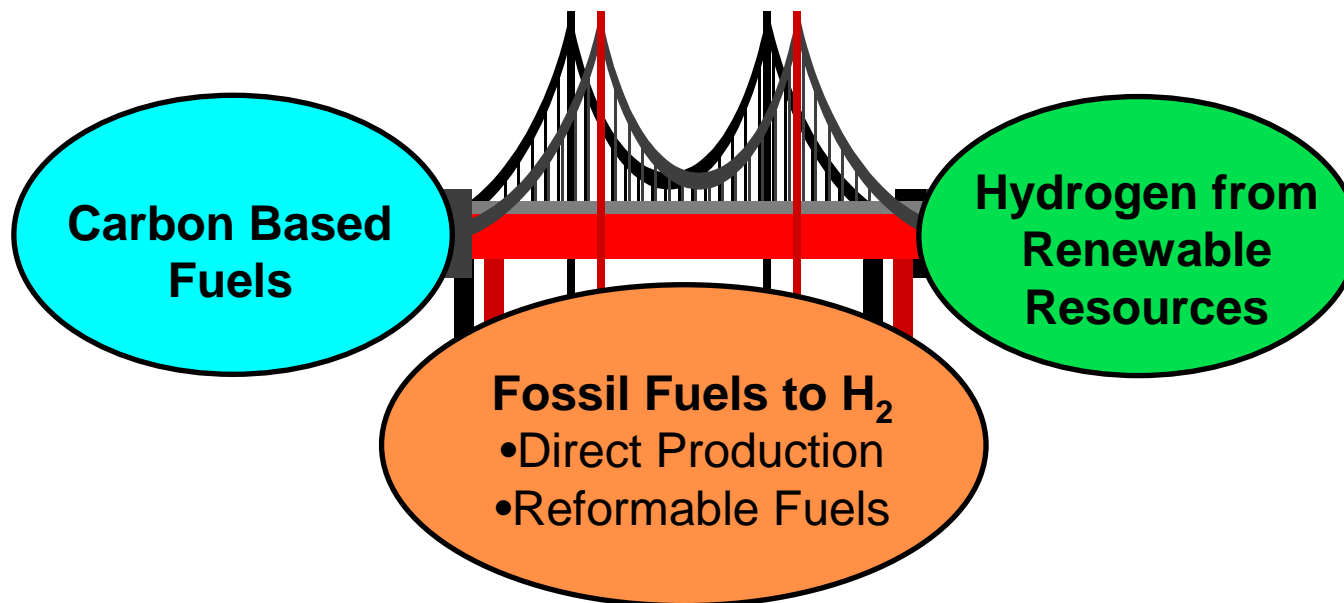 Carbon Based
Fuels
Hydrogen from
Renewable
Resources
Fossil Fuels to H₂
•Direct Production
•Reformable Fuels